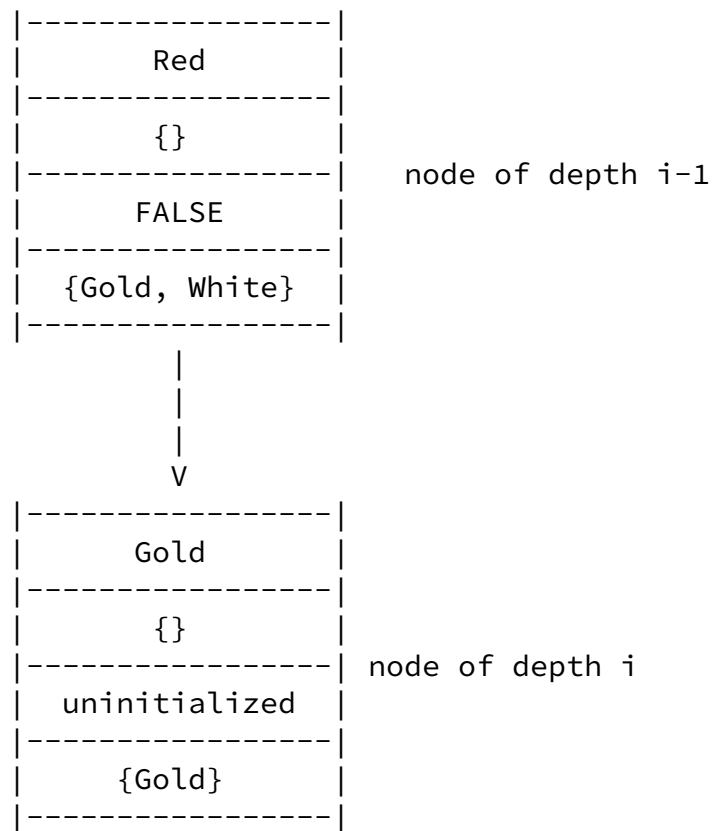 |-----------------|
|       Red       |
|-----------------|
|       {}        |
|-----------------|   node of depth i-1
|      FALSE      |
|-----------------|
|  {Gold, White}  |
|-----------------|
|
|
|
V
|-----------------|
|      Gold       |
|-----------------|
|       {}        |
|-----------------| node of depth i
|  uninitialized  |
|-----------------|
|     {Gold}      |
|-----------------|